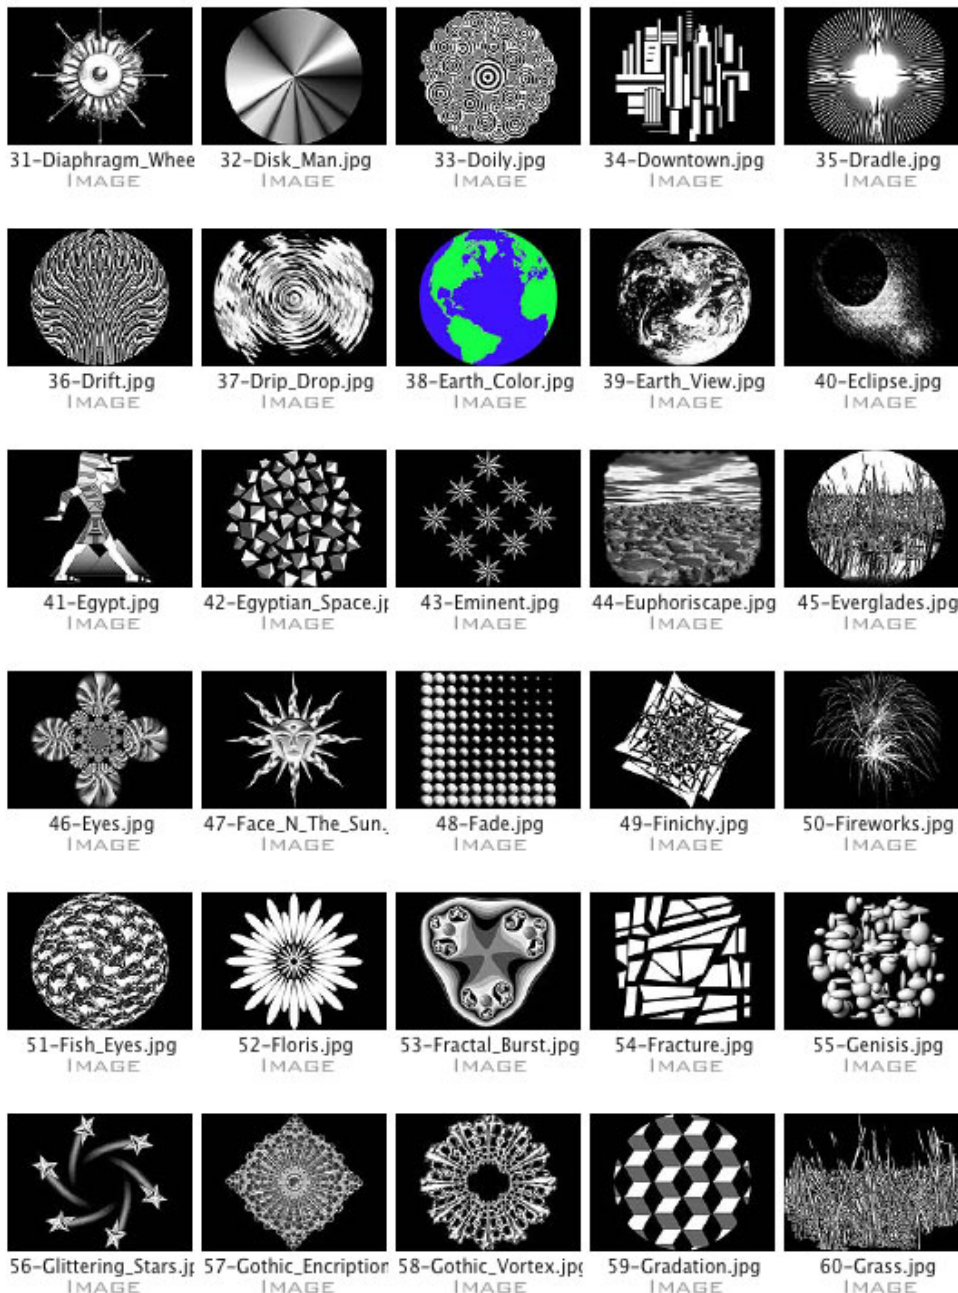 31-Diaphragm_Whee 32-Disk_Man.jpg 33-Doily.jpg 34-Downtown.jpg 35-Dradle.jpg
IMAGE IMAGE IMAGE IMAGE IMAGE
36-Drift.jpg 37-Drip_Drop.jpg 38-Earth_Color.jpg 39-Earth_View.jpg 40-Eclipse.jpg
IMAGE IMAGE IMAGE IMAGE IMAGE
41-Egypt.jpg 42-Egyptian_Space.jp 43-Eminent.jpg 44-Euphoriscape.jpg 45-Everglades.jpg
IMAGE IMAGE IMAGE IMAGE IMAGE
46-Eyes.jpg 47-Face_N_The_Sun. 48-Fade.jpg 49-Finichy.jpg 50-Fireworks.jpg
IMAGE IMAGE IMAGE IMAGE IMAGE
51-Fish_Eyes.jpg 52-Floris.jpg 53-Fractal_Burst.jpg 54-Fracture.jpg 55-Genisis.jpg
IMAGE IMAGE IMAGE IMAGE IMAGE
56-Glittering_Stars.jp 57-Gothic_Encription 58-Gothic_Vortex.jpg 59-Gradation.jpg 60-Grass.jpg
IMAGE IMAGE IMAGE IMAGE IMAGE